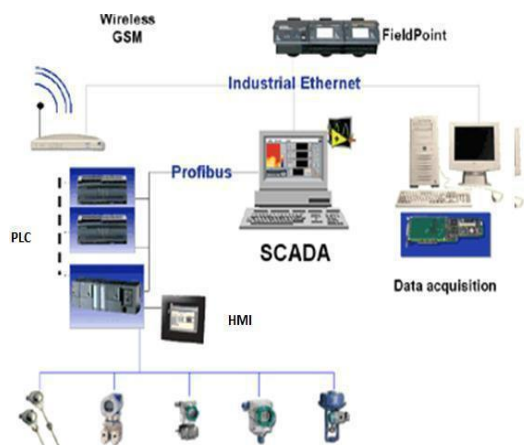 Wireless
GSM
FieldPoint
Industrial Ethernet
Profibus
PLC
SCADA
Data acquisition
HMI